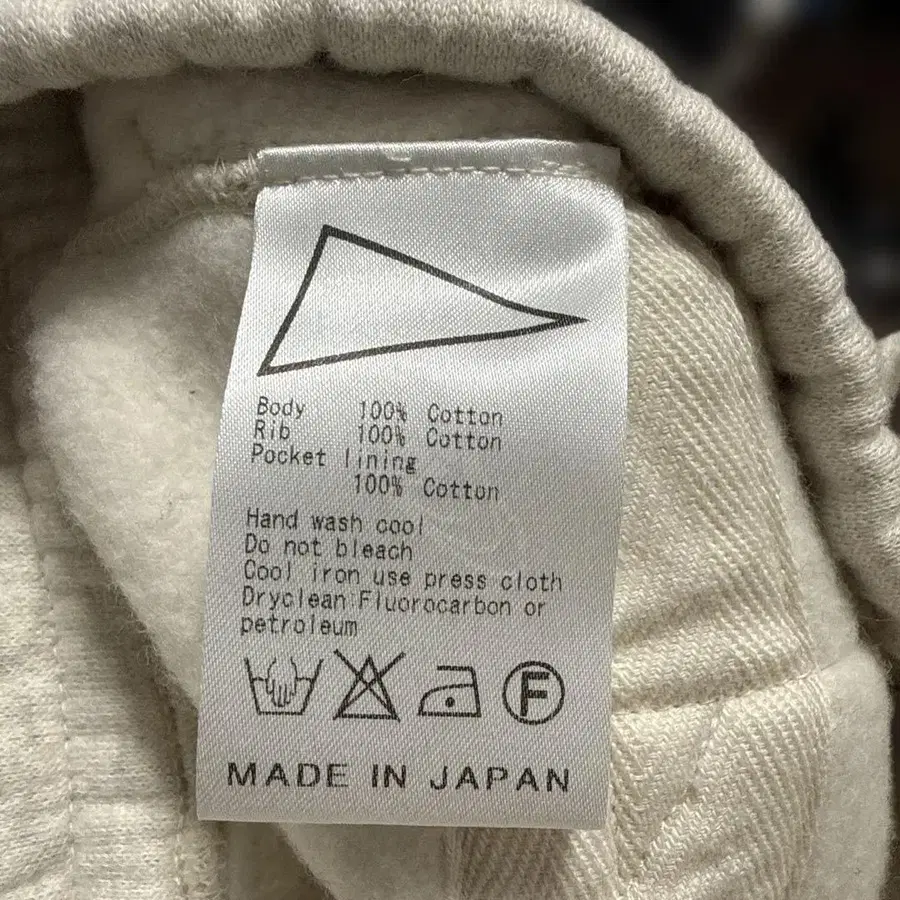 Body 100% Cotton
Rib 100% Cotton
Pocket lining
100% Cotton
Hand wash cool
Do not bleach
Cool iron use press cloth
Dryclean:Fluorocarbon or
petroleum
F
MADE IN JAPAN